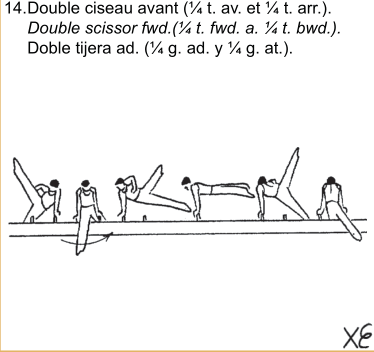 14.Double ciseau avant (¼ t. av. et ¼ t. arr.).
Double scissor fwd.(¼ t. fwd. a. ¼ t. bwd.).
Doble tijera ad. (¼ g. ad. y ¼ g. at.).